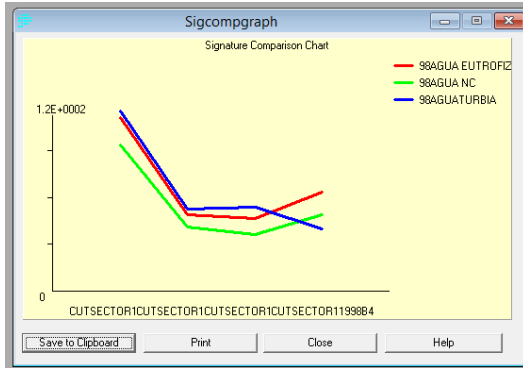 Sigcompgraph
Signature Comparison Chart
98AGUA EUTROFIZ
98AGUA NC
98AGUATURBIA
1.2E+0002
0
CUTSECTOR1CUTSECTOR1CUTSECTOR1CUTSECTOR11998B4
Save to Clipboard
Print
Close
Help